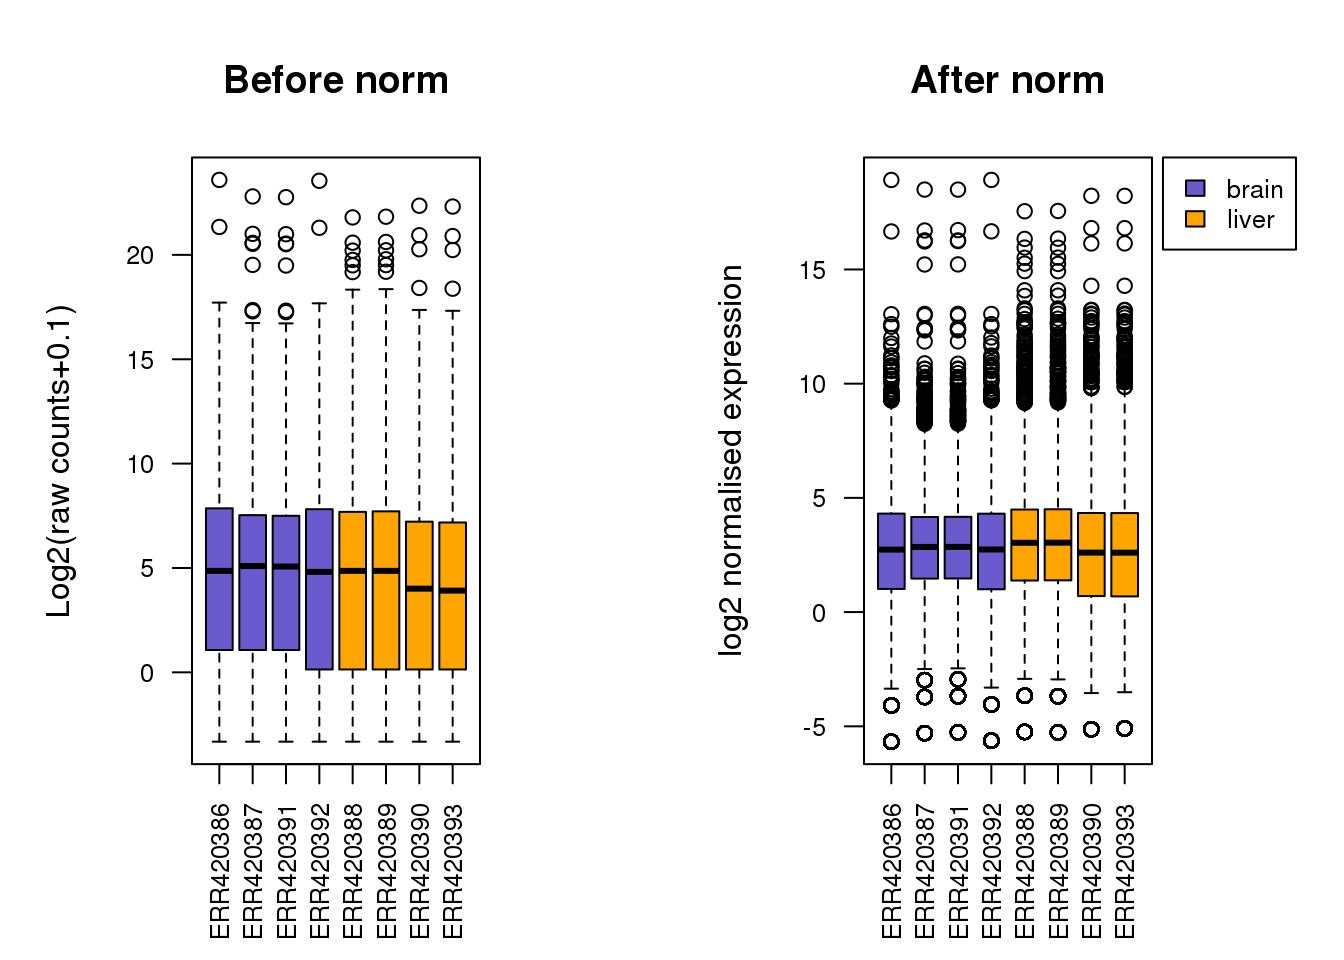 Before norm
Log2(raw counts+0.1)
20
15
10
5
0
ERR420386
ERR420387
ERR420391
ERR420392
ERR420388
ERR420389
ERR420390
ERR420393
After norm
log2 normalised expression
15
10
5
0
-5
ERR420386
ERR420387
ERR420391
ERR420392
ERR420388
ERR420389
ERR420390
ERR420393
brain
liver